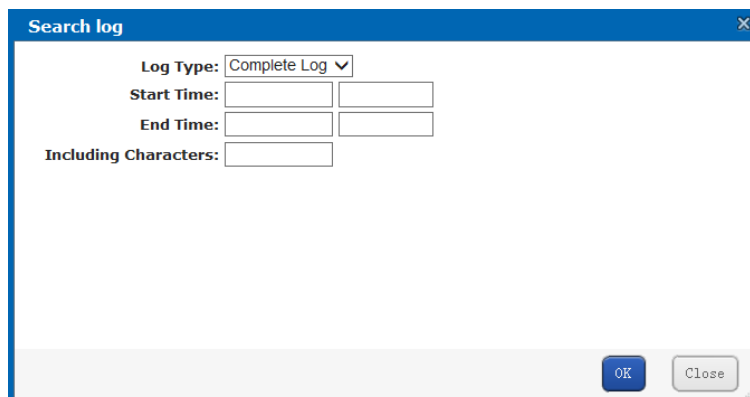 Search log
Log Type: Complete Log
Start Time:
End Time:
Including Characters:
OK Close